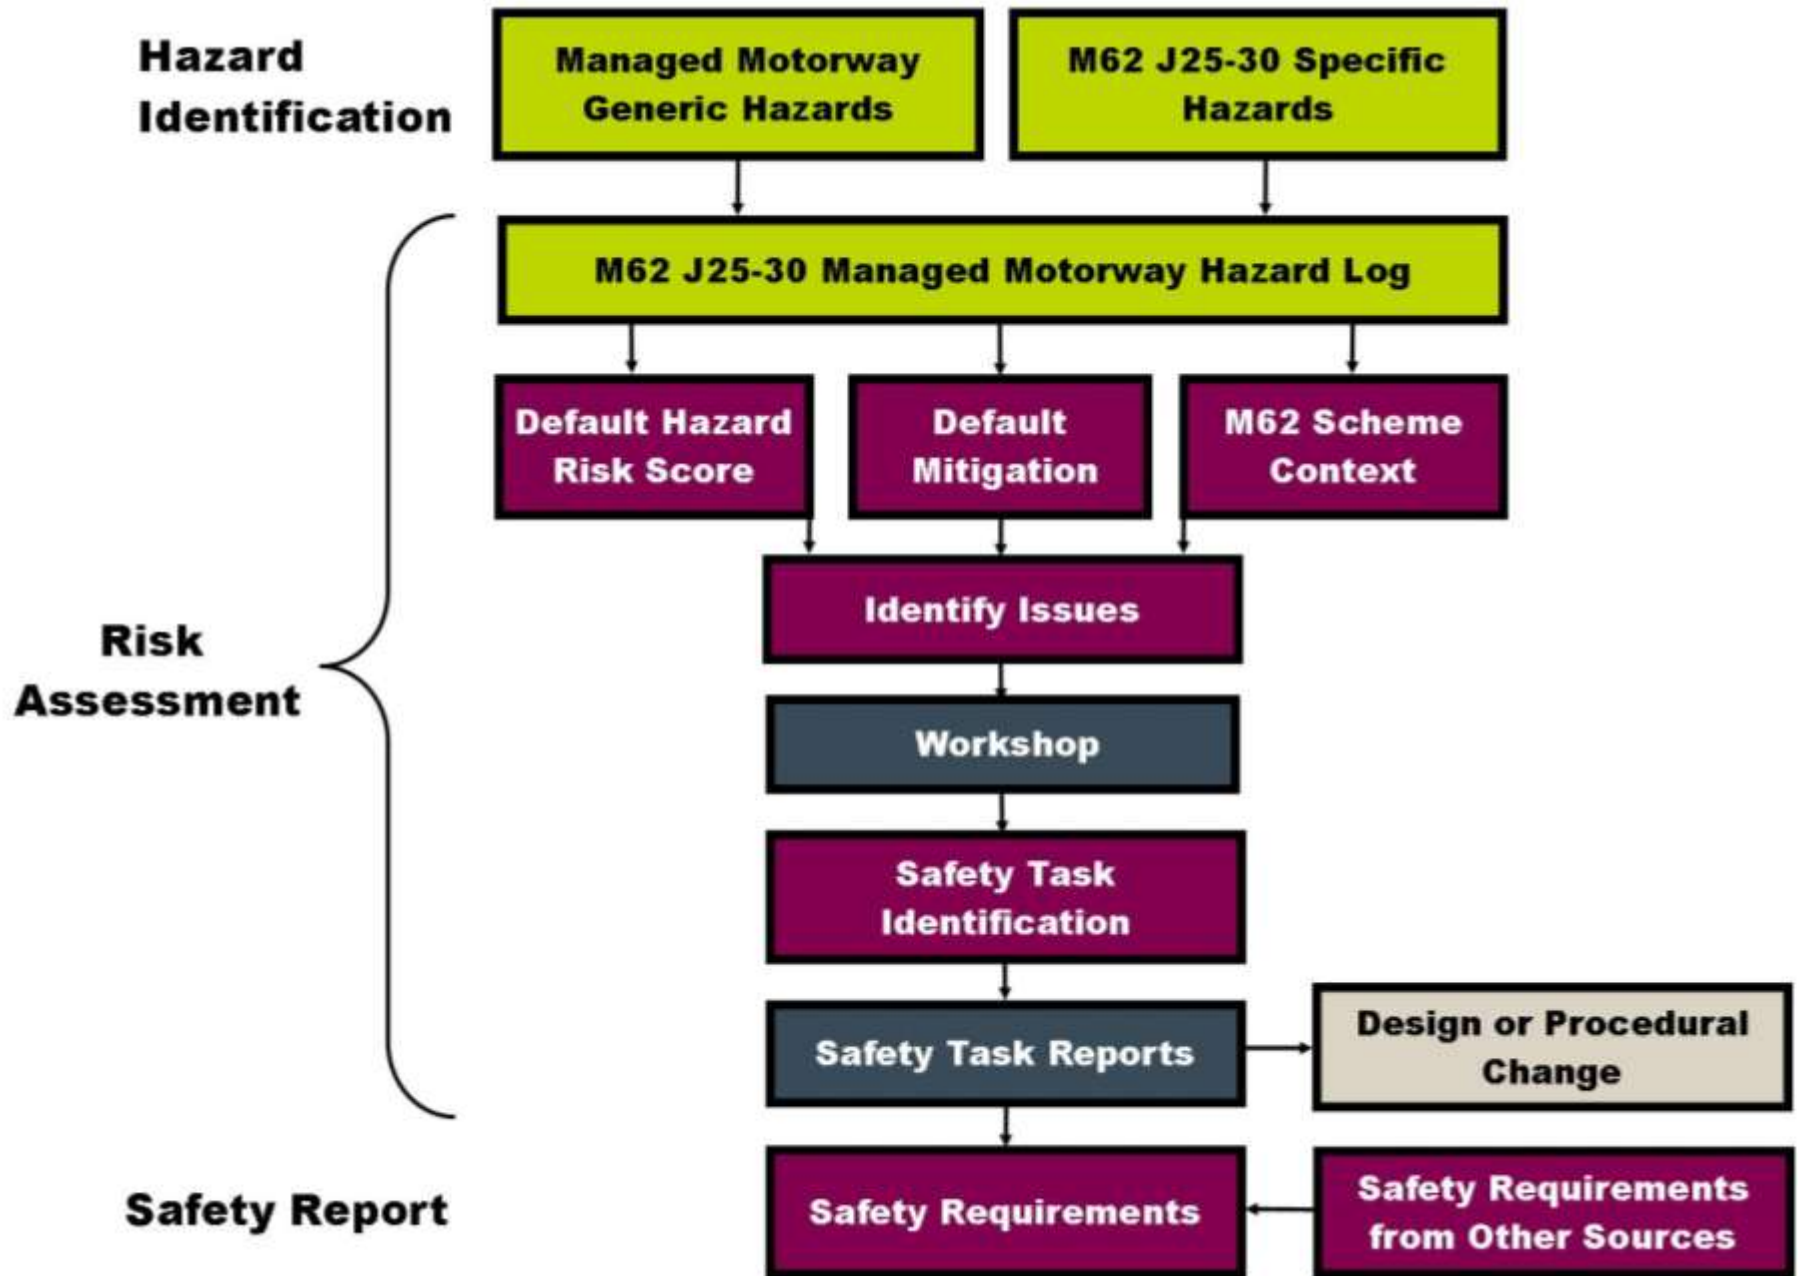 Hazard
Identification
Managed Motorway
Generic Hazards
M62 J25-30 Specific
Hazards
M62 J25-30 Managed Motorway Hazard Log
Default Hazard
Risk Score
Default
Mitigation
M62 Scheme
Context
Identify Issues
Risk
Assessment
Workshop
Safety Task
Identification
Safety Task Reports
Design or Procedural
Change
Safety Report
Safety Requirements
Safety Requirements
from Other Sources